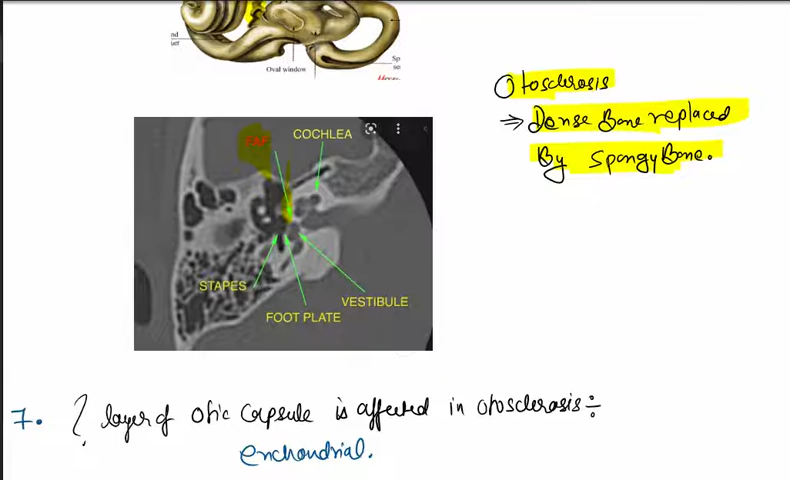 Oval window
Otosclerosis
⇒ Dense Bone replaced
By Spongy Bone.
COCHLEA
STAPES
VESTIBULE
FOOT PLATE
7. ? layer of otic capsule is affected in otosclerosis ÷
enchondrial.